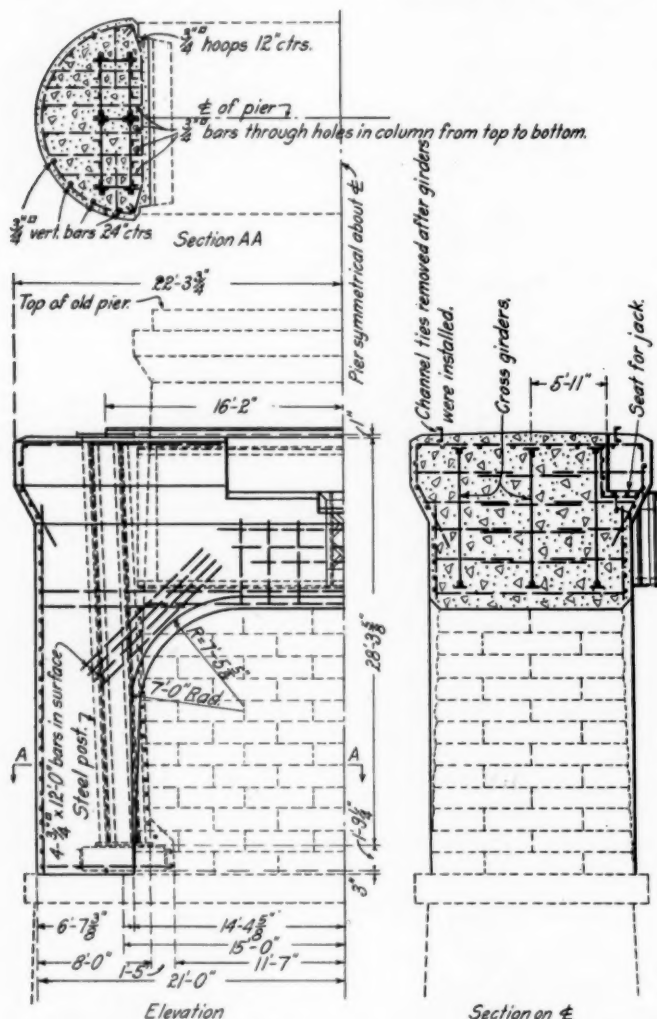 3/4"□ hoops 12" ctrs.
℄ of pier
3/4"□ bars through holes in column from top to bottom.
3/4"□ vert. bars 24" ctrs.
Section AA
Pier symmetrical about ℄
22'-3 3/4"
Top of old pier.
16'-2"
1"
Channel ties removed after girders
were installed.
Cross girders,
5'-11"
Seat for jack.
28'-3 5/8"
R=7'-5 5/8"
7'-0" Rad.
4-3/4"□ x 12'-0" bars in surface
Steel post.
A
A
1'-9 1/4"
3"
6'-7 3/8"
14'-4 5/8"
15'-0"
8'-0"
1'-5"
11'-7"
21'-0"
Elevation
Section on ℄